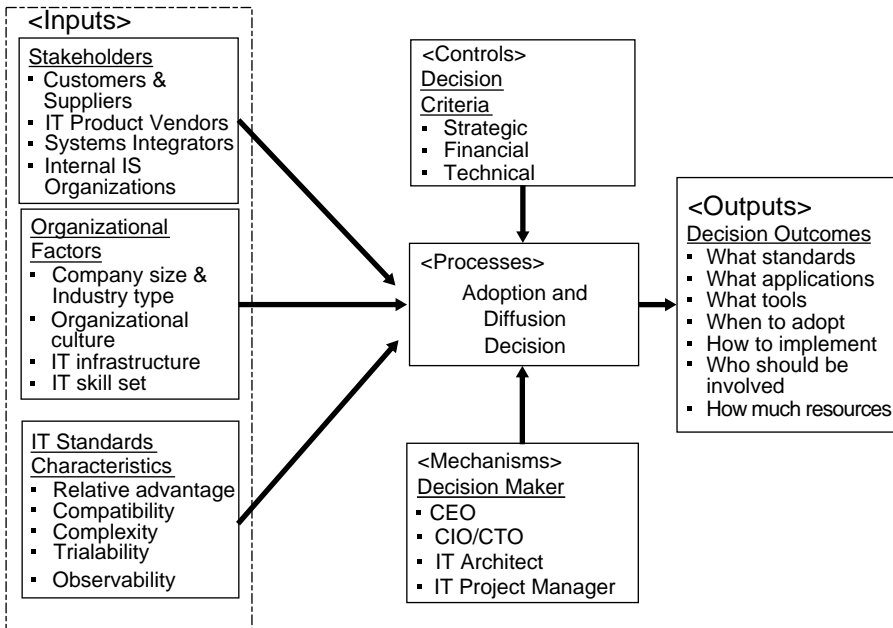 <Inputs>
Stakeholders
▪ Customers &
Suppliers
▪ IT Product Vendors
▪ Systems Integrators
▪ Internal IS
Organizations
Organizational
Factors
▪ Company size &
Industry type
▪ Organizational
culture
▪ IT infrastructure
▪ IT skill set
IT Standards
Characteristics
▪ Relative advantage
▪ Compatibility
▪ Complexity
▪ Trialability
▪ Observability
<Controls>
Decision
Criteria
▪ Strategic
▪ Financial
▪ Technical
<Processes>
Adoption and
Diffusion
Decision
<Mechanisms>
Decision Maker
▪ CEO
▪ CIO/CTO
▪ IT Architect
▪ IT Project Manager
<Outputs>
Decision Outcomes
▪ What standards
▪ What applications
▪ What tools
▪ When to adopt
▪ How to implement
▪ Who should be
involved
▪ How much resources